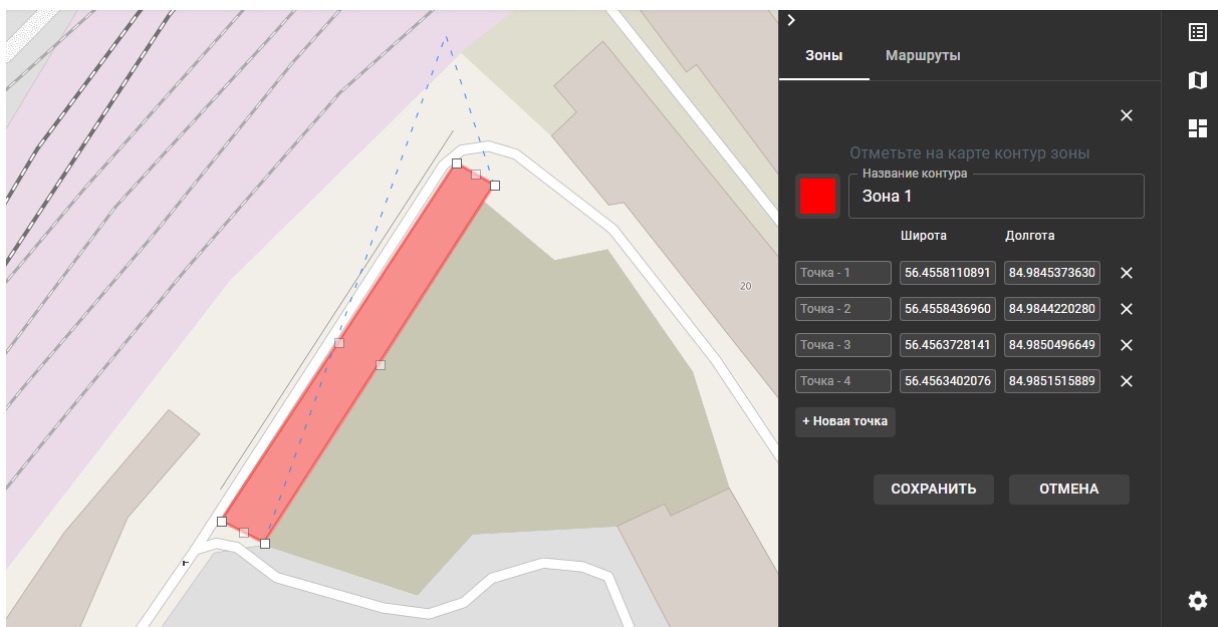 Зоны
Маршруты
Отметьте на карте контур зоны
Название контура
Зона 1
Широта Долгота
Точка - 1 56.4558110891 84.9845373630
Точка - 2 56.4558436960 84.9844220280
Точка - 3 56.4563728141 84.9850496649
Точка - 4 56.4563402076 84.9851515889
+ Новая точка
СОХРАНИТЬ ОТМЕНА
20